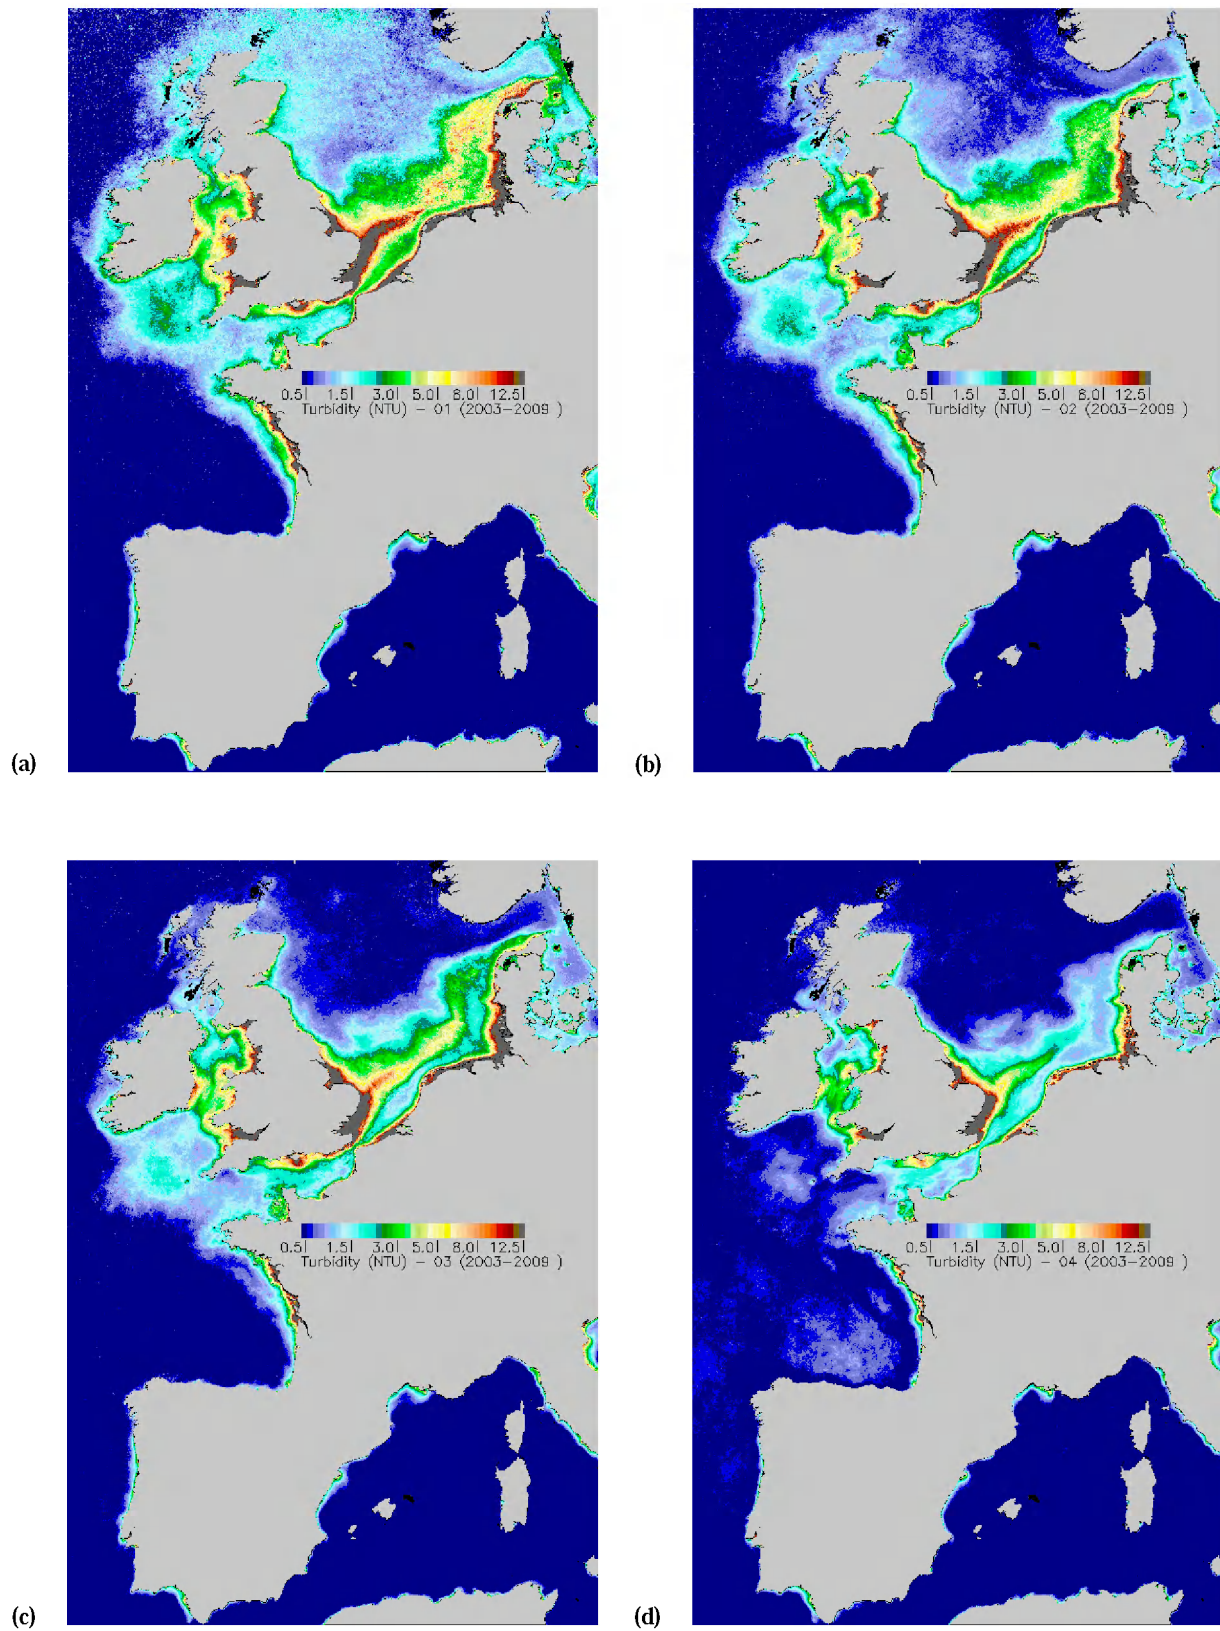 0.5 1.5 3.0 5.0 8.0 12.5
Turbidity (NTU) - 01 (2003-2009 )
(a)
0.5 1.5 3.0 5.0 8.0 12.5
Turbidity (NTU) - 02 (2003-2009 )
(b)
0.5 1.5 3.0 5.0 8.0 12.5
Turbidity (NTU) - 03 (2003-2009 )
(c)
0.5 1.5 3.0 5.0 8.0 12.5
Turbidity (NTU) - 04 (2003-2009 )
(d)